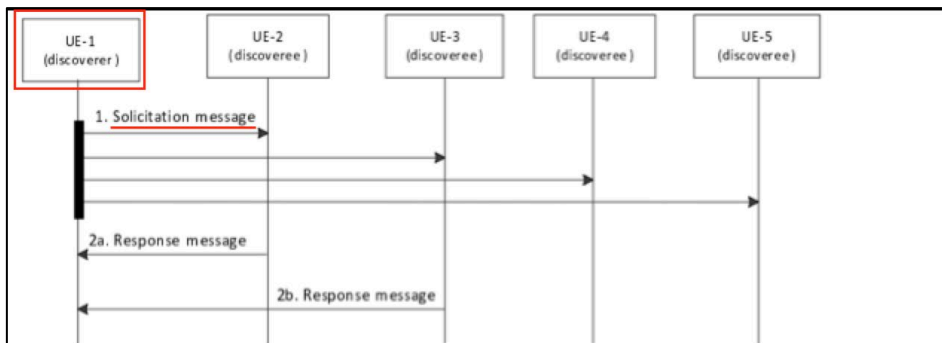 UE-1
(discoverer )
UE-2
(discoveree)
UE-3
(discoveree)
UE-4
(discoveree)
UE-5
(discoveree)
1. Solicitation message
2a. Response message
2b. Response message